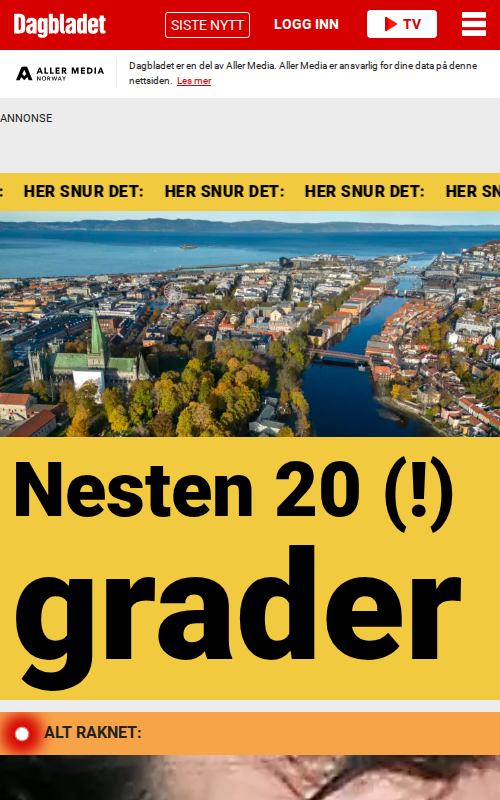 Dagbladet
SISTE NYTT
LOGG INN
TV
ALLER MEDIA
NORWAY
Dagbladet er en del av Aller Media. Aller Media er ansvarlig for dine data på denne
nettsiden. Les mer
ANNONSE
: HER SNUR DET: HER SNUR DET: HER SNUR DET: HER SN
Nesten 20 (!)
grader
ALT RAKNET: